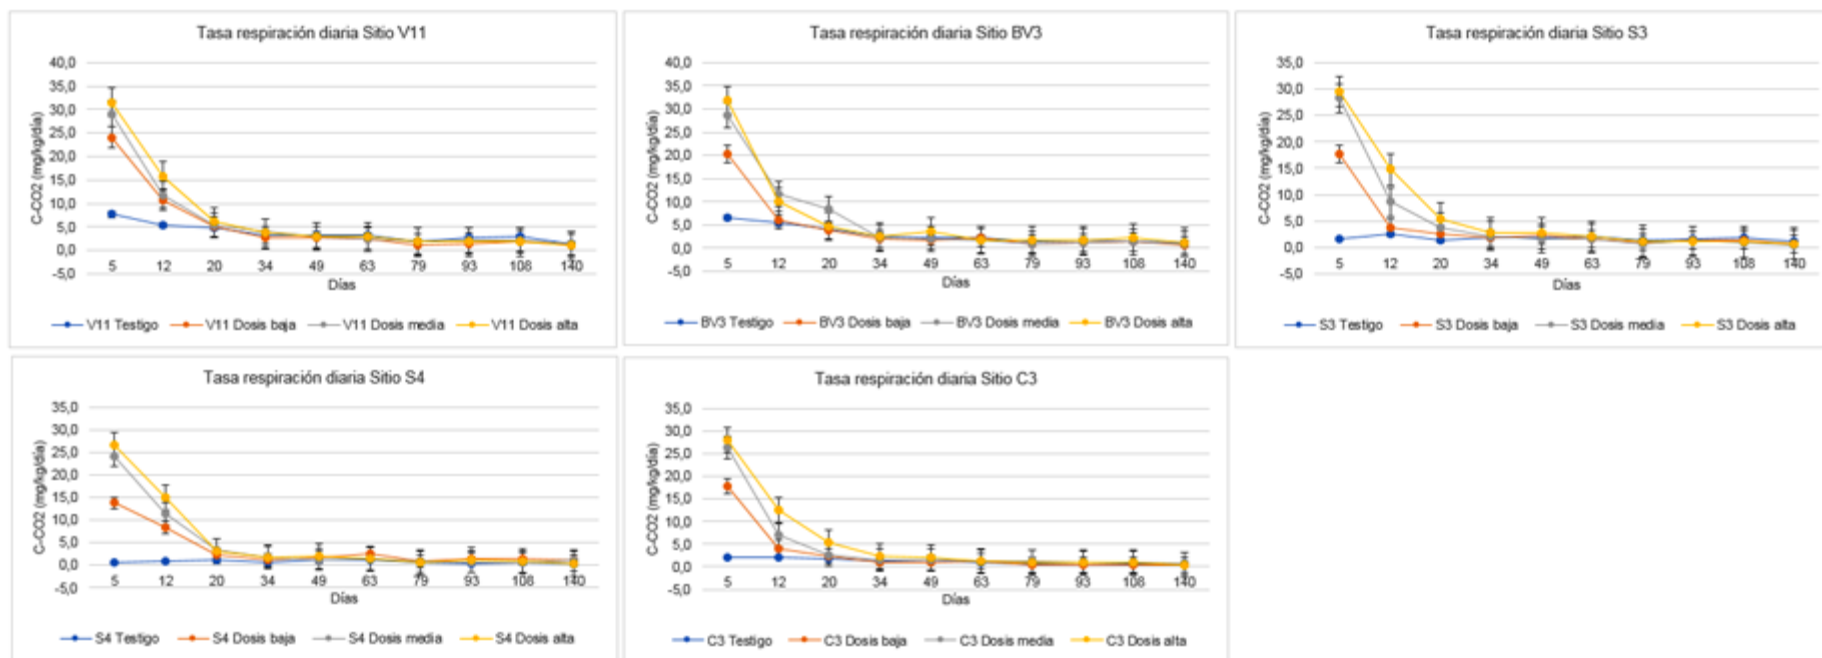 Tasa respiración diaria Sitio V11
40,0
35,0
30,0
25,0
20,0
15,0
10,0
5,0
0,0
-5,0
C-CO2 (mg/kg/día)
5 12 20 34 49 63 79 93 108 140
Días
V11 Testigo V11 Dosis baja V11 Dosis media V11 Dosis alta
Tasa respiración diaria Sitio BV3
40,0
35,0
30,0
25,0
20,0
15,0
10,0
5,0
0,0
-5,0
C-CO2 (mg/kg/día)
5 12 20 34 49 63 79 93 108 140
Días
BV3 Testigo BV3 Dosis baja BV3 Dosis media BV3 Dosis alta
Tasa respiración diaria Sitio S3
35,0
30,0
25,0
20,0
15,0
10,0
5,0
0,0
-5,0
C-CO2 (mg/kg/día)
5 12 20 34 49 63 79 93 108 140
Días
S3 Testigo S3 Dosis baja S3 Dosis media S3 Dosis alta
Tasa respiración diaria Sitio S4
35,0
30,0
25,0
20,0
15,0
10,0
5,0
0,0
-5,0
C-CO2 (mg/kg/día)
5 12 20 34 49 63 79 93 108 140
Días
S4 Testigo S4 Dosis baja S4 Dosis media S4 Dosis alta
Tasa respiración diaria Sitio C3
35,0
30,0
25,0
20,0
15,0
10,0
5,0
0,0
-5,0
C-CO2 (mg/kg/día)
5 12 20 34 49 63 79 93 108 140
Días
C3 Testigo C3 Dosis baja C3 Dosis media C3 Dosis alta